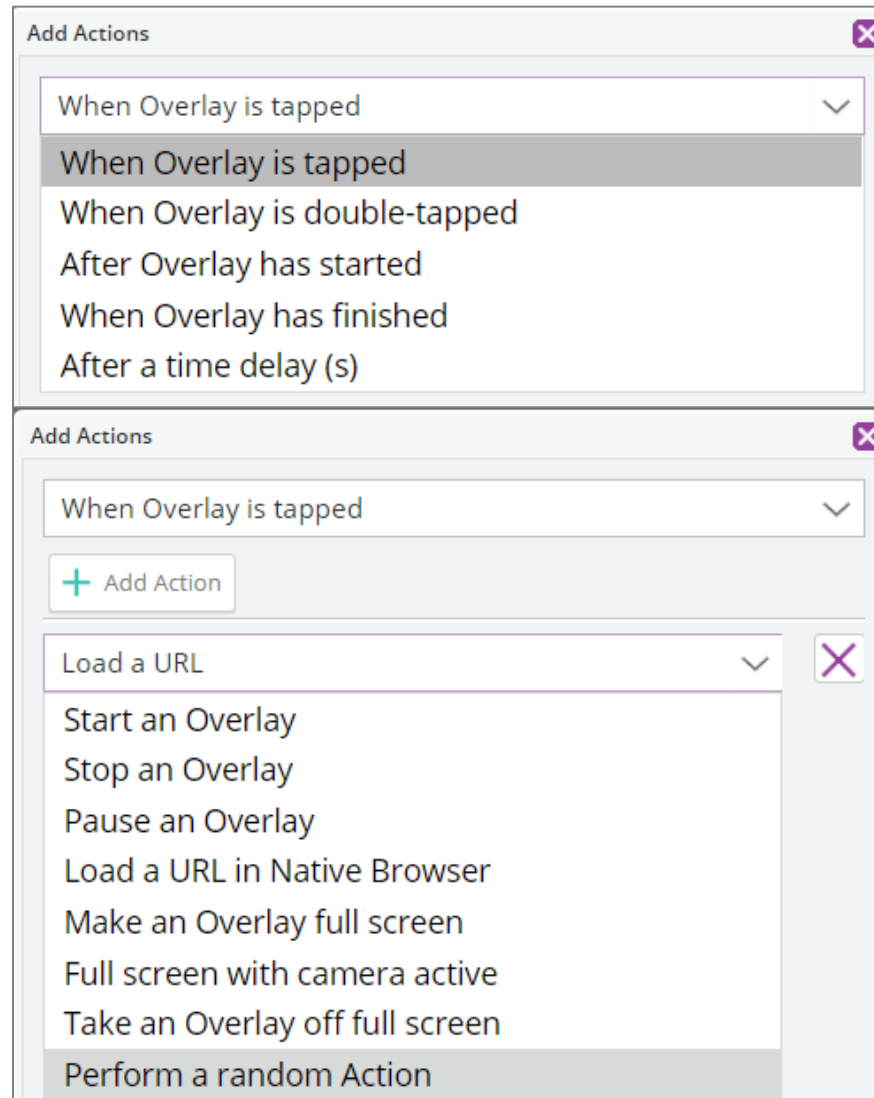 Add Actions
When Overlay is tapped
When Overlay is tapped
When Overlay is double-tapped
After Overlay has started
When Overlay has finished
After a time delay (s)
Add Actions
When Overlay is tapped
Add Action
Load a URL
Start an Overlay
Stop an Overlay
Pause an Overlay
Load a URL in Native Browser
Make an Overlay full screen
Full screen with camera active
Take an Overlay off full screen
Perform a random Action